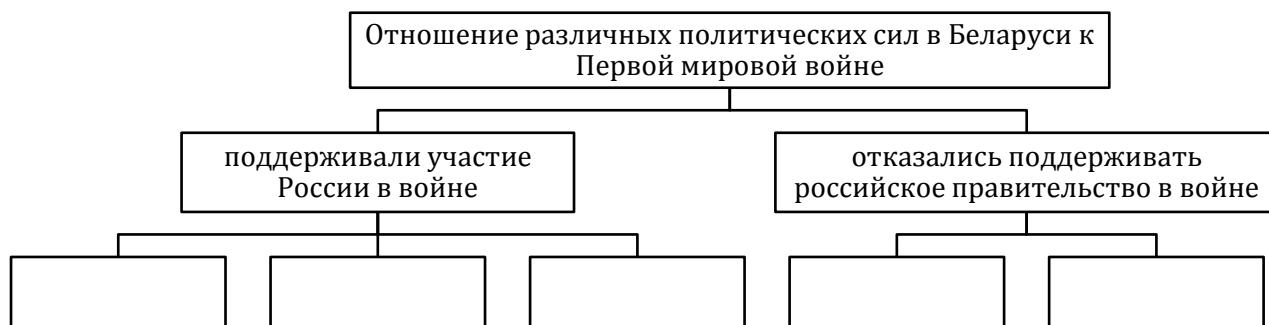 Отношение различных политических сил в Беларуси к
Первой мировой войне
поддерживали участие
России в войне
отказались поддерживать
российское правительство в войне